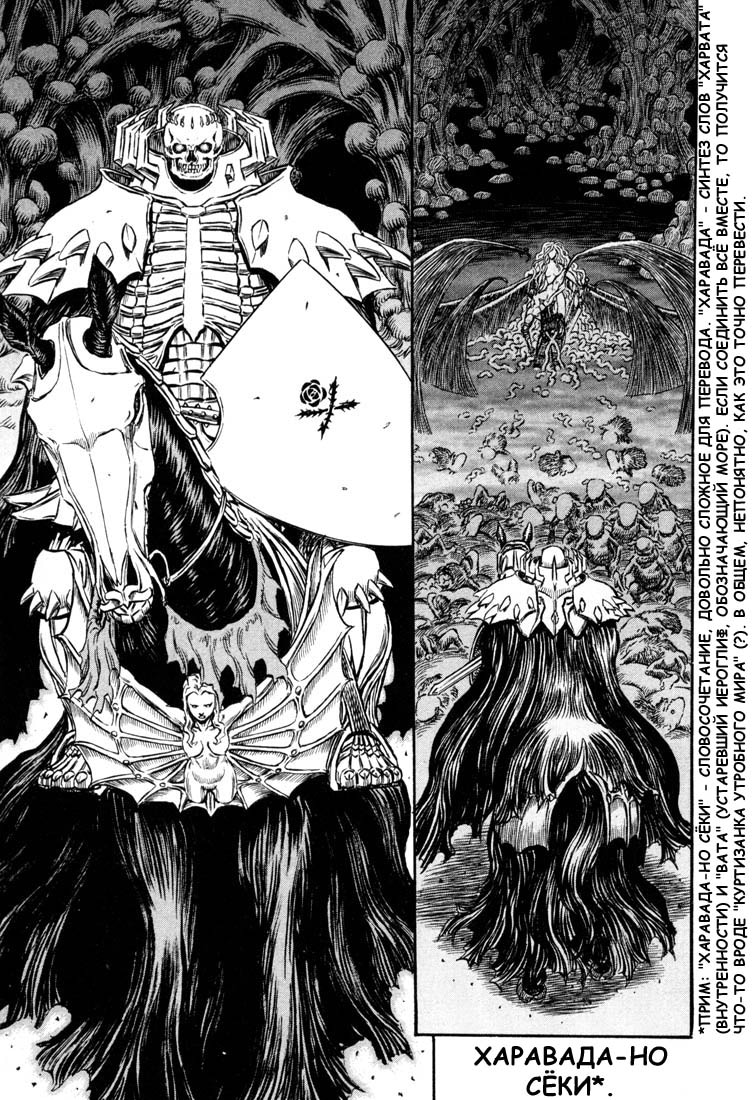 ХАРАВАДА-НО
СЁКИ*.
*ПРИМ: "ХАРАВАДА-НО СЁКИ" - СЛОВОСОЧЕТАНИЕ, ДОВОЛЬНО СЛОЖНОЕ ДЛЯ ПЕРЕВОДА. "ХАРАВАДА" - СИНТЕЗ СЛОВ "ХАРВАТА"
(ВНУТРЕННОСТИ) И "ВАТА" (УСТАРЕВШИЙ ИЕРОГЛИФ, ОБОЗНАЧАЮЩИЙ МОРЕ). ЕСЛИ СОЕДИНИТЬ ВСЁ ВМЕСТЕ, ТО ПОЛУЧИТСЯ
ЧТО-ТО ВРОДЕ "КУРТИЗАНКА УТРОБНОГО МИРА" (?). В ОБЩЕМ, НЕПОНЯТНО, КАК ЭТО ТОЧНО ПЕРЕВЕСТИ.